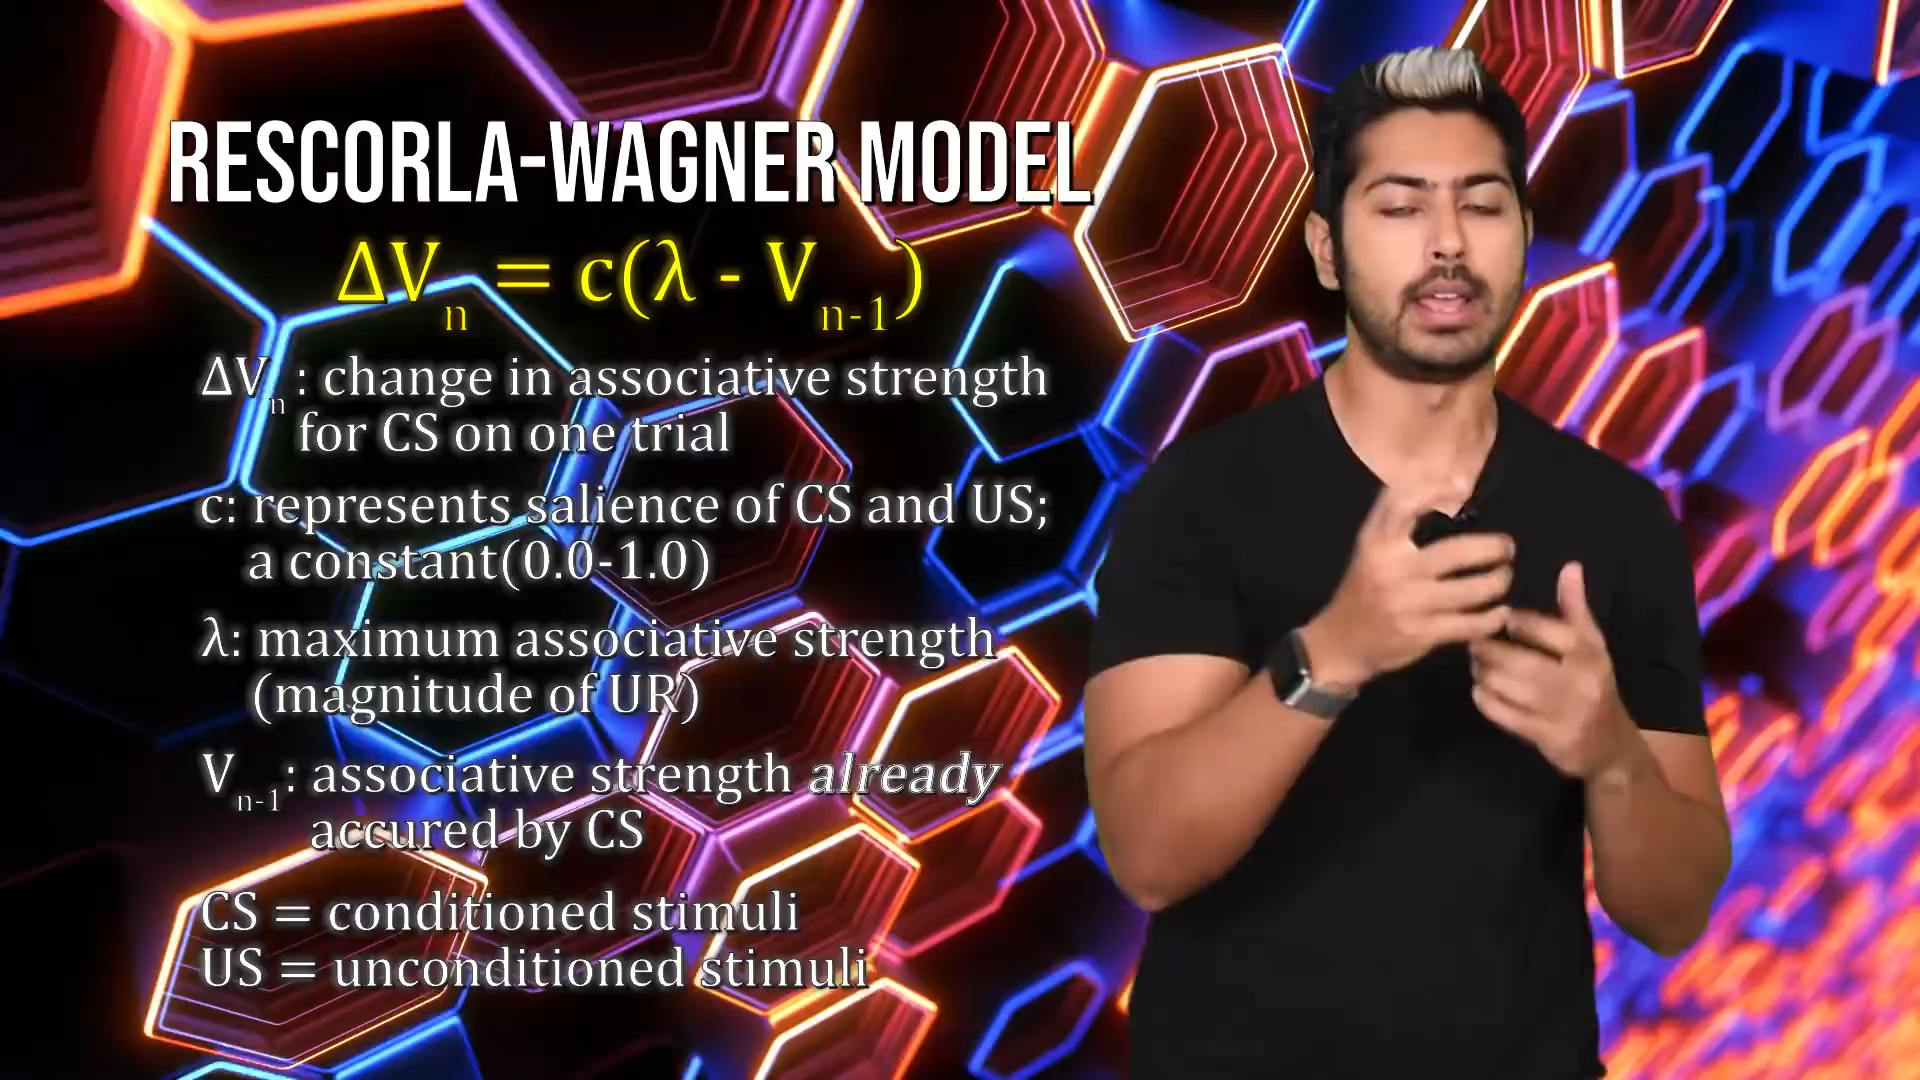 RESCORLA-WAGNER MODEL
ΔVn = c(λ - Vn-1)
ΔVn : change in associative strength
for CS on one trial
c: represents salience of CS and US;
a constant(0.0-1.0)
λ: maximum associative strength
(magnitude of UR)
Vn-1: associative strength already
accured by CS
CS = conditioned stimuli
US = unconditioned stimuli